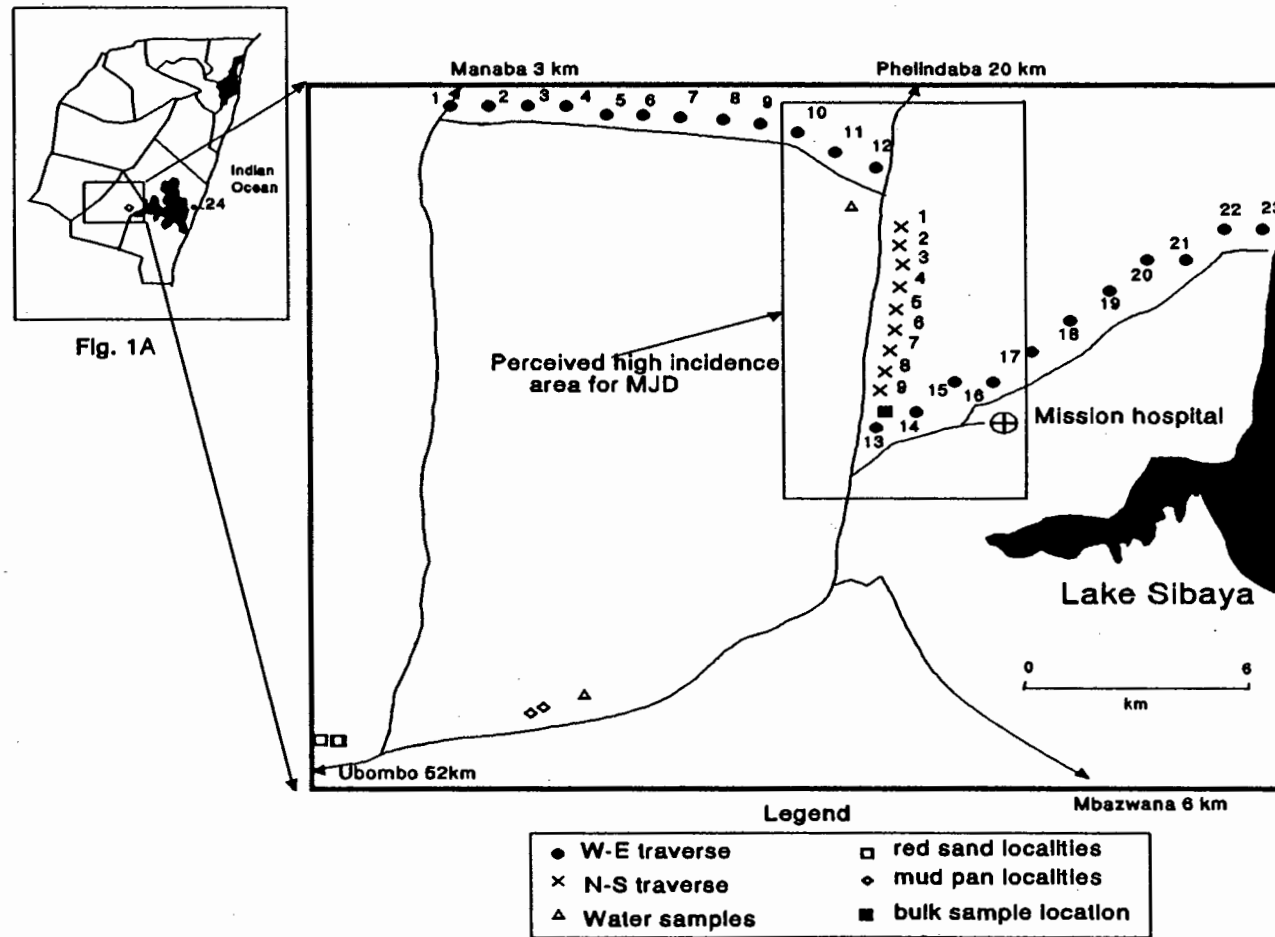 Indian
Ocean
24
Fig. 1A
Manaba 3 km
Phelindaba 20 km
1 2 3 4 5 6 7 8 9 10 11 12
1
2
3
4
5
6
7
8
9
13 14 15 16 17 18 19 20 21 22 23
Perceived high incidence
area for MJD
Mission hospital
Lake Sibaya
0 6
km
Ubombo 52km
Mbazwana 6 km
Legend
W-E traverse
N-S traverse
Water samples
red sand localities
mud pan localities
bulk sample location